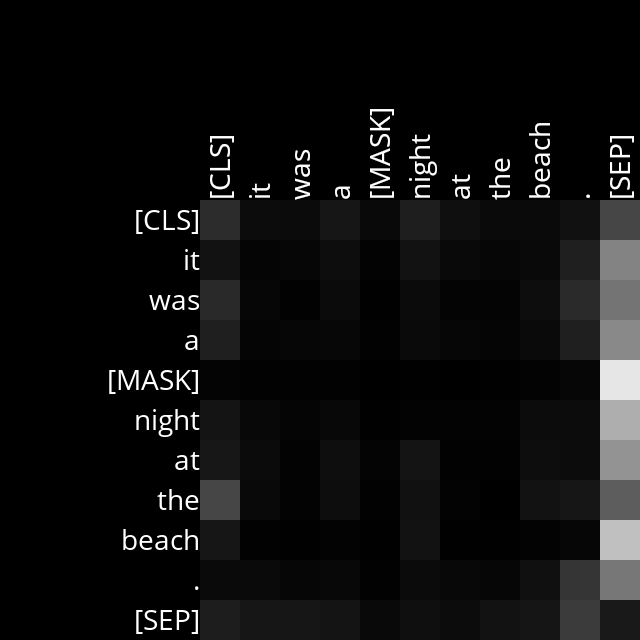 [CLS] it was a [MASK] night at the beach . [SEP]
[CLS]
it
was
a
[MASK]
night
at
the
beach
.
[SEP]